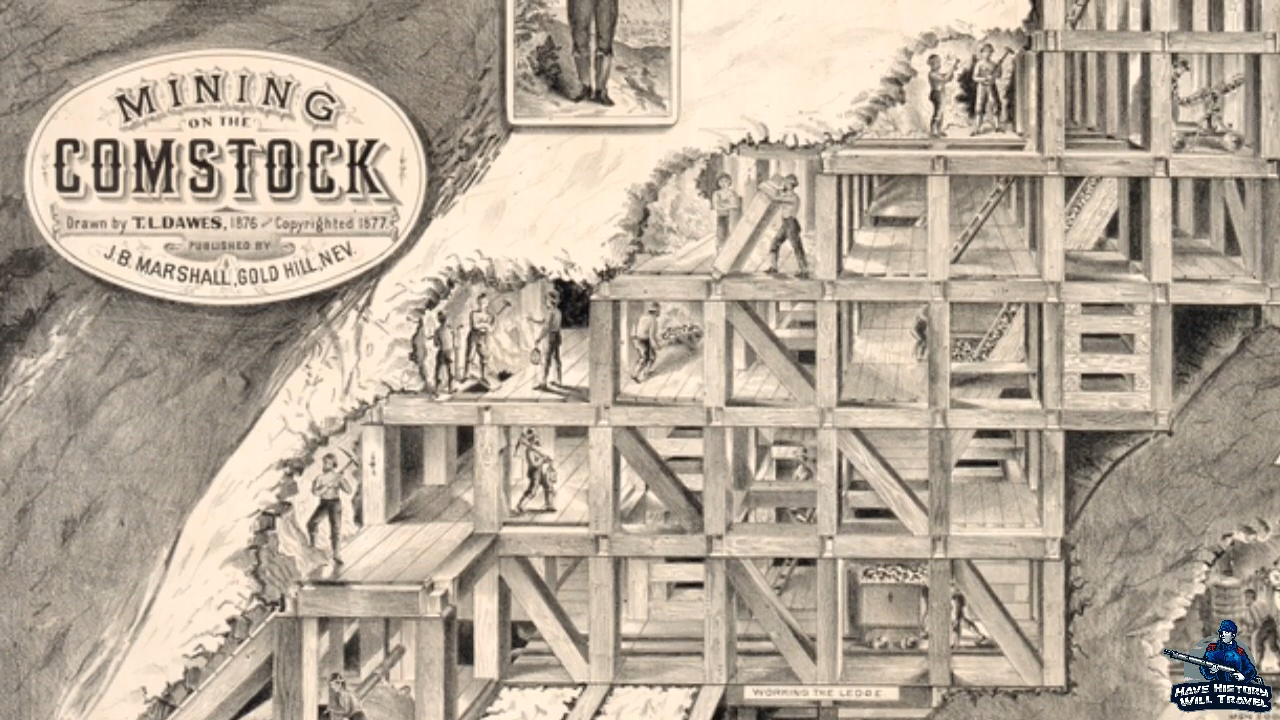 MINING
ON THE
COMSTOCK
Drawn by T.L.DAWES, 1876 and Copyrighted 1877.
PUBLISHED BY
J.B. MARSHALL, GOLD HILL, NEV.
WORKING THE LEDGE.
HAVE HISTORY
WILL TRAVEL